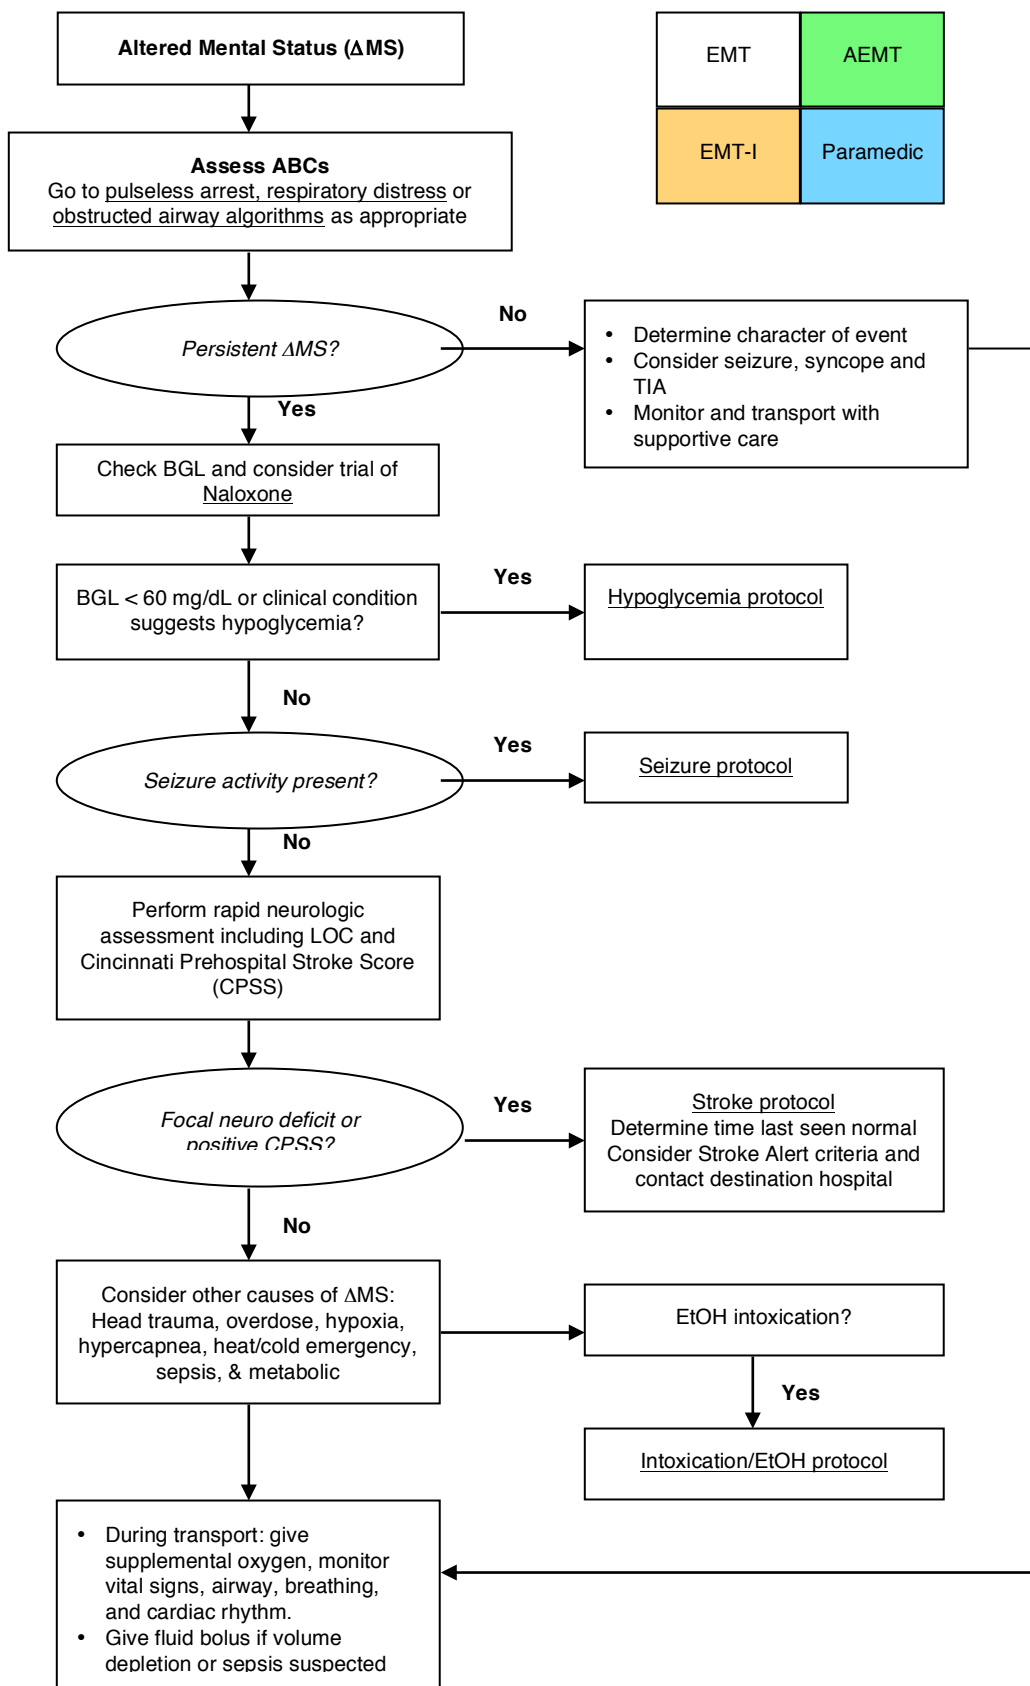 Altered Mental Status (∆MS)
EMT
AEMT
EMT-I
Paramedic
Assess ABCs
Go to pulseless arrest, respiratory distress or
obstructed airway algorithms as appropriate
Persistent ∆MS?
No
• Determine character of event
• Consider seizure, syncope and
TIA
• Monitor and transport with
supportive care
Yes
Check BGL and consider trial of
Naloxone
BGL < 60 mg/dL or clinical condition
suggests hypoglycemia?
Yes
Hypoglycemia protocol
No
Seizure activity present?
Yes
Seizure protocol
No
Perform rapid neurologic
assessment including LOC and
Cincinnati Prehospital Stroke Score
(CPSS)
Focal neuro deficit or
positive CPSS?
Yes
Stroke protocol
Determine time last seen normal
Consider Stroke Alert criteria and
contact destination hospital
No
Consider other causes of ∆MS:
Head trauma, overdose, hypoxia,
hypercapnea, heat/cold emergency,
sepsis, & metabolic
EtOH intoxication?
Yes
Intoxication/EtOH protocol
• During transport: give
supplemental oxygen, monitor
vital signs, airway, breathing,
and cardiac rhythm.
• Give fluid bolus if volume
depletion or sepsis suspected